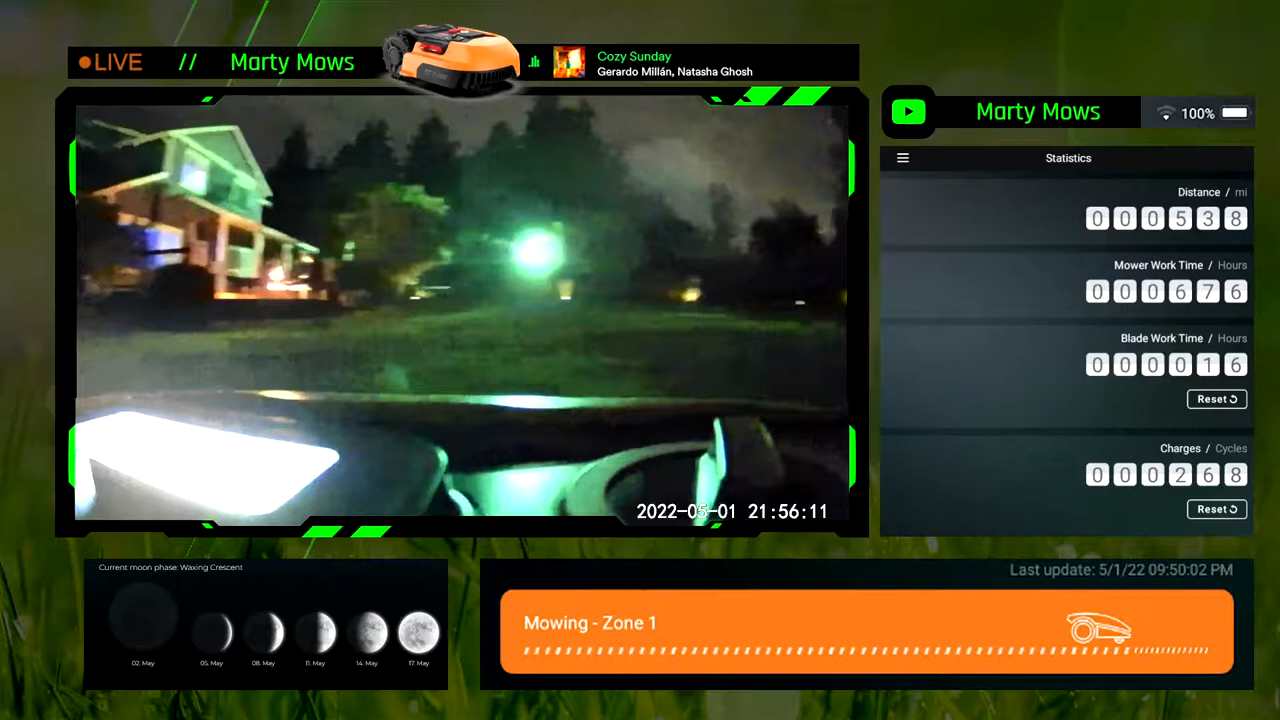 LIVE // Marty Mows
Cozy Sunday
Gerardo Millán, Natasha Ghosh
Marty Mows
100%
Statistics
Distance / mi
000538
Mower Work Time / Hours
000676
Blade Work Time / Hours
000016
Reset
Charges / Cycles
000268
Reset
2022-05-01 21:56:11
Current moon phase: Waxing Crescent
02. May 05. May 08. May 11. May 14. May 17. May
Last update: 5/1/22 09:50:02 PM
Mowing - Zone 1